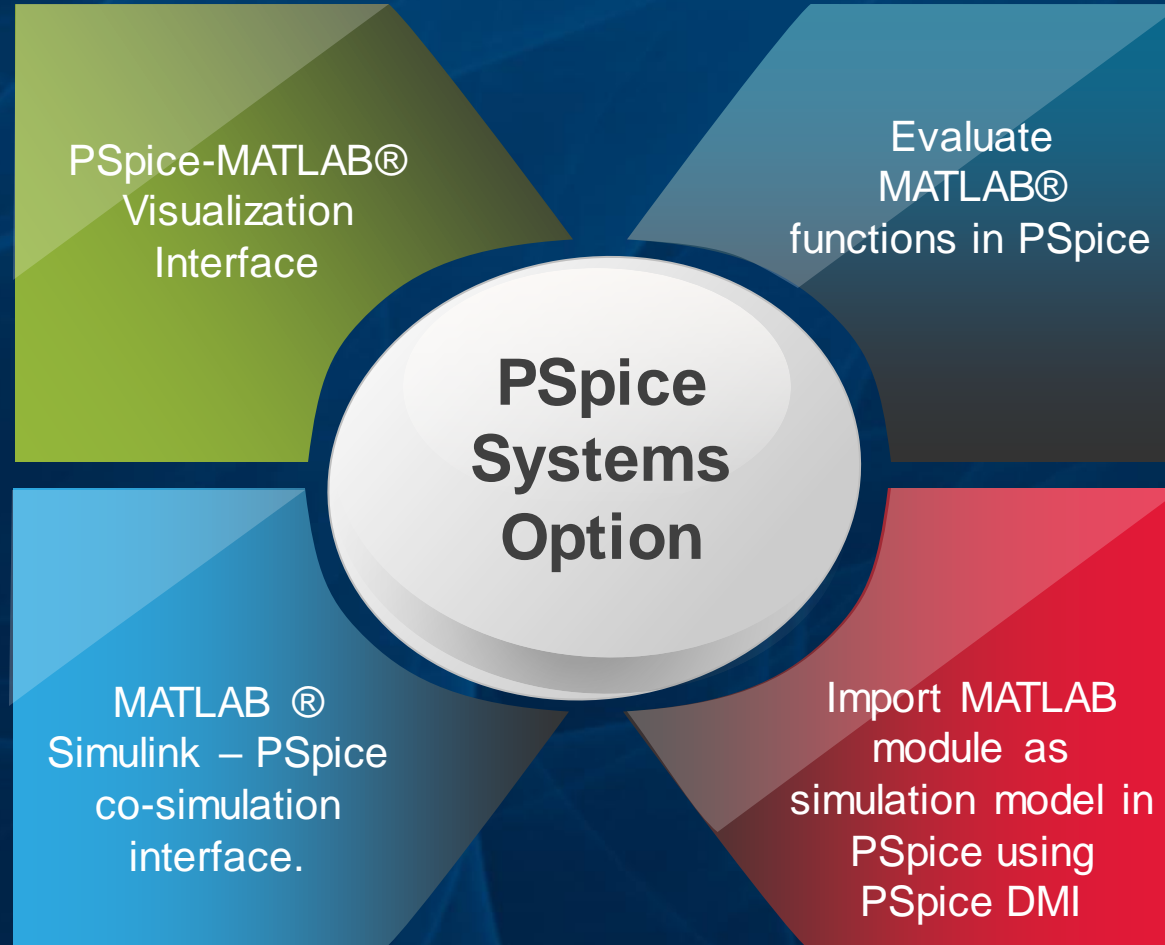 PSpice-MATLAB®
Visualization
Interface
Evaluate
MATLAB®
functions in PSpice
PSpice
Systems
Option
MATLAB ®
Simulink – PSpice
co-simulation
interface.
Import MATLAB
module as
simulation model in
PSpice using
PSpice DMI